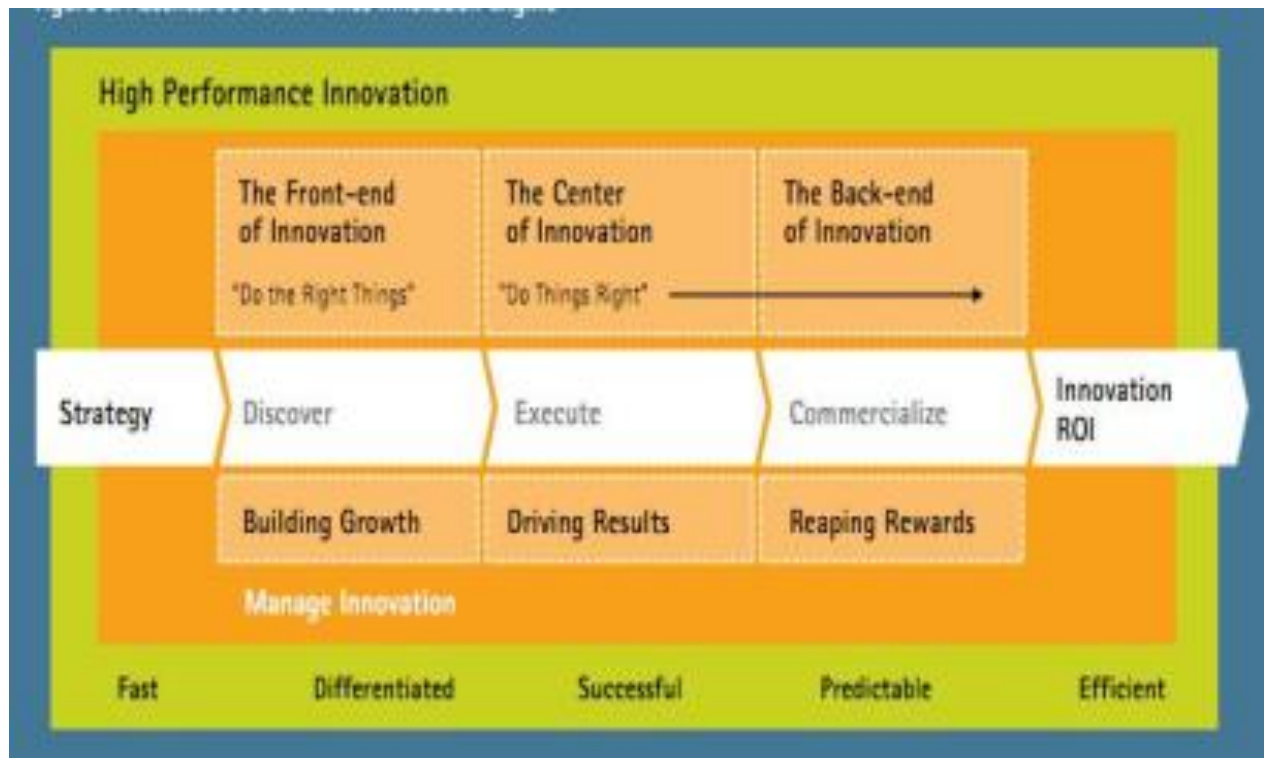 High Performance Innovation
The Front-end
of Innovation
"Do the Right Things"
The Center
of Innovation
"Do Things Right"
The Back-end
of Innovation
Strategy
Discover
Execute
Commercialize
Innovation
ROI
Building Growth
Driving Results
Reaping Rewards
Manage Innovation
Fast
Differentiated
Successful
Predictable
Efficient